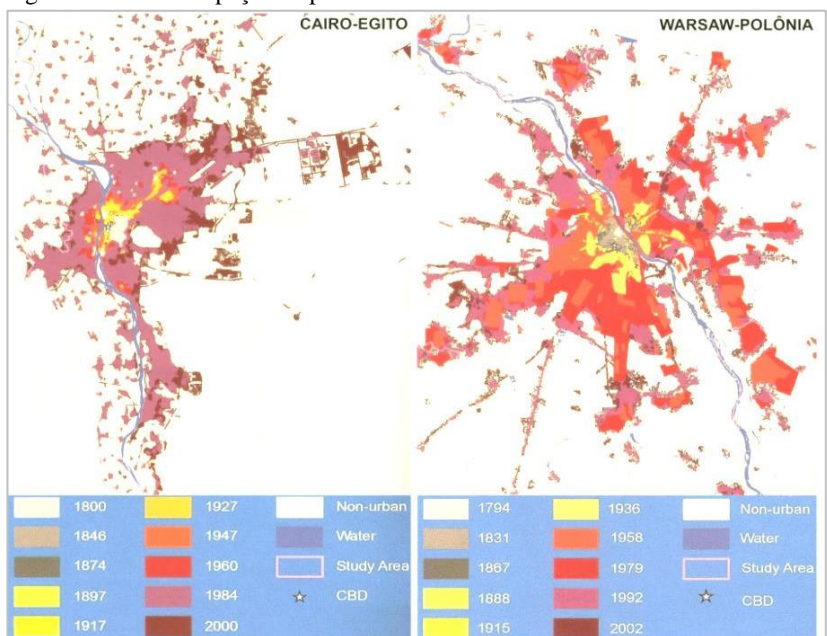 CAIRO-EGITO
WARSAW-POLÔNIA
1800
1846
1874
1897
1917
1927
1947
1960
1984
2000
Non-urban
Water
Study Area
CBD
1794
1831
1867
1888
1915
1936
1958
1979
1992
2002
Non-urban
Water
Study Area
CBD